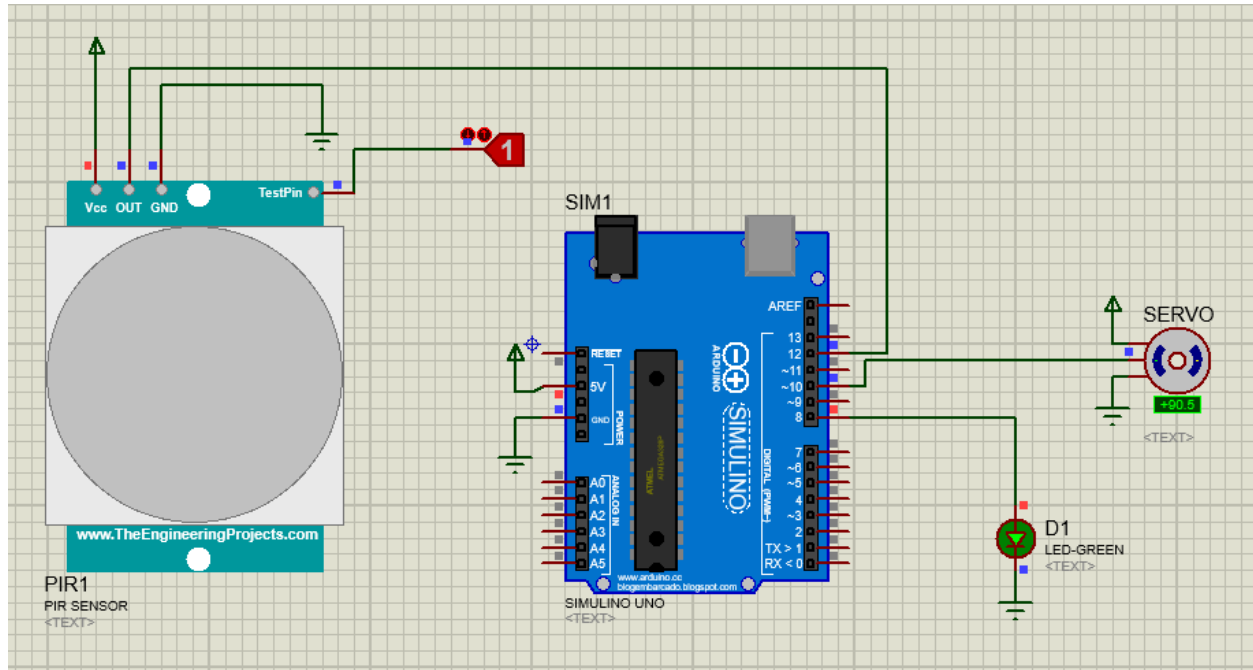 1
TestPin
Vcc OUT GND
www.TheEngineeringProjects.com
PIR1
PIR SENSOR
<TEXT>
SIM1
AREF
13
12
~11
~10
~9
8
7
~6
~5
4
~3
2
TX > 1
RX < 0
RESET
5V
GND
POWER
A0
A1
A2
A3
A4
A5
ANALOG IN
ATMEL
ARDUINO
SIMULINO
DIGITAL (PWM~)
www.arduino.cc
blogembarcado.blogspot.com
SIMULINO UNO
<TEXT>
SERVO
+90.5
<TEXT>
D1
LED-GREEN
<TEXT>